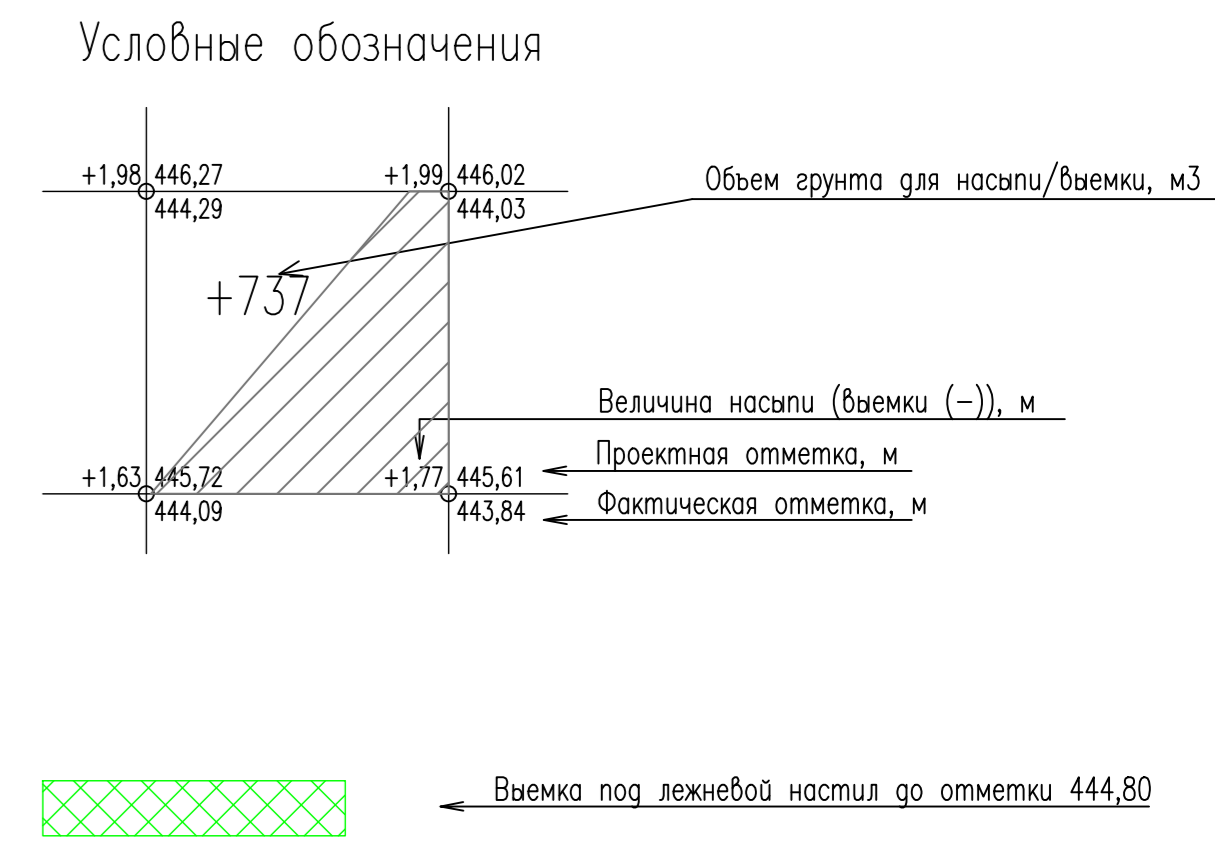 Условные обозначения
+1,98 446,27 +1,99 446,02
444,29 444,03
Объем грунта для насыпи/выемки, м3
+737
Величина насыпи (выемки (-)), м
Проектная отметка, м
+1,63 445,72 +1,77 445,61
444,09 443,84
Фактическая отметка, м
Выемка под лежневой настил до отметки 444,80